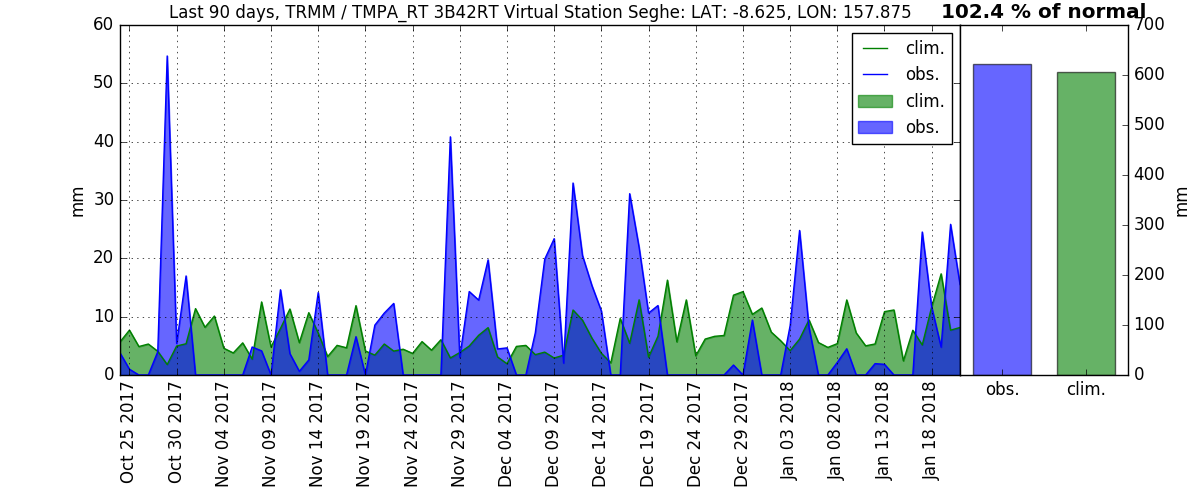 Last 90 days, TRMM / TMPA_RT 3B42RT Virtual Station Seghe: LAT: -8.625, LON: 157.875
102.4 % of normal
60
50
40
30
20
10
0
mm
clim.
obs.
clim.
obs.
700
600
500
400
300
200
100
0
mm
Oct 25 2017
Oct 30 2017
Nov 04 2017
Nov 09 2017
Nov 14 2017
Nov 19 2017
Nov 24 2017
Nov 29 2017
Dec 04 2017
Dec 09 2017
Dec 14 2017
Dec 19 2017
Dec 24 2017
Dec 29 2017
Jan 03 2018
Jan 08 2018
Jan 13 2018
Jan 18 2018
obs.
clim.